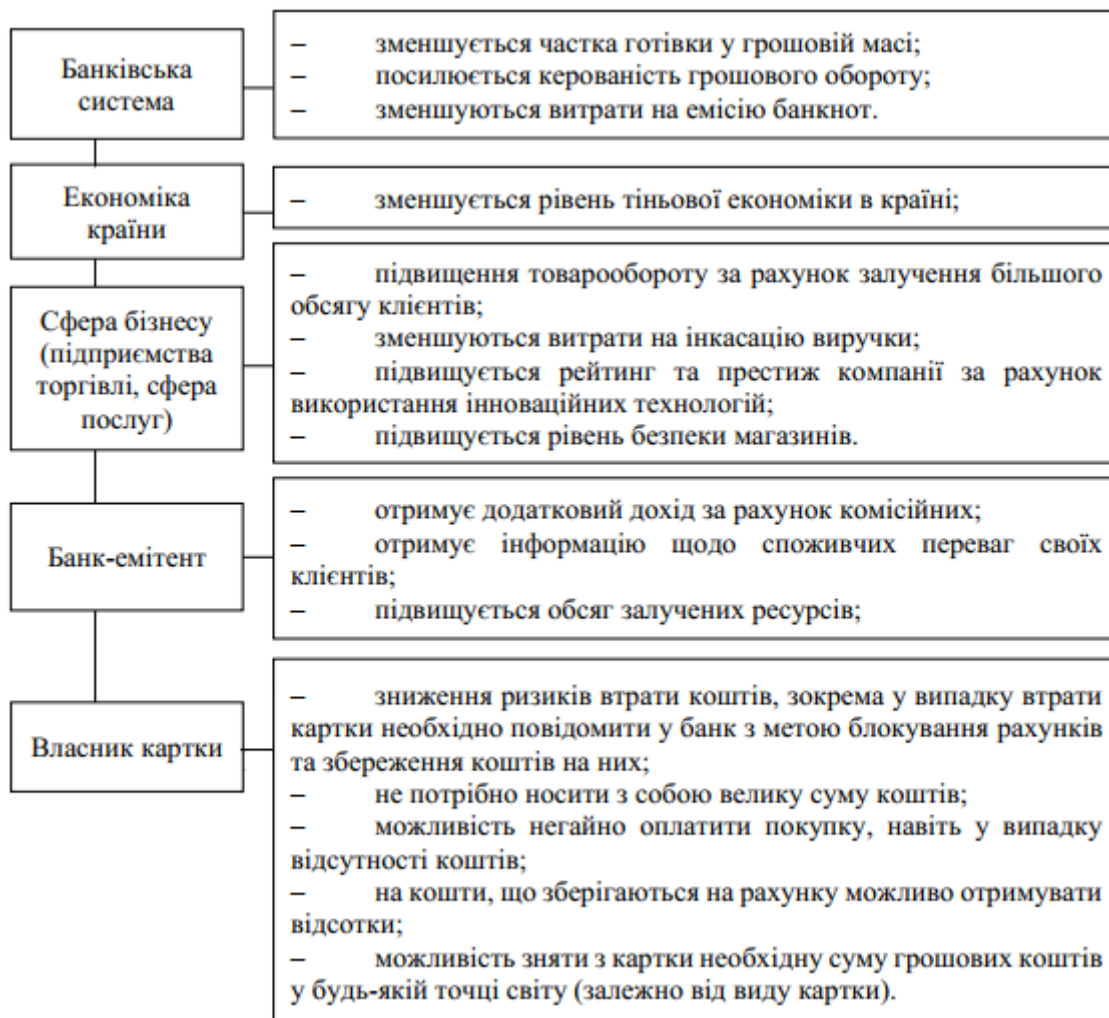 Банківська
система
– зменшується частка готівки у грошовій масі;
– посилюється керованість грошового обороту;
– зменшуються витрати на емісію банкнот.
Економіка
країни
– зменшується рівень тіньової економіки в країні;
Сфера бізнесу
(підприємства
торгівлі, сфера
послуг)
– підвищення товарообороту за рахунок залучення більшого
обсягу клієнтів;
– зменшуються витрати на інкасацію виручки;
– підвищується рейтинг та престиж компанії за рахунок
використання інноваційних технологій;
– підвищується рівень безпеки магазинів.
Банк-емітент
– отримує додатковий дохід за рахунок комісійних;
– отримує інформацію щодо споживчих переваг своїх
клієнтів;
– підвищується обсяг залучених ресурсів;
Власник картки
– зниження ризиків втрати коштів, зокрема у випадку втрати
картки необхідно повідомити у банк з метою блокування рахунків
та збереження коштів на них;
– не потрібно носити з собою велику суму коштів;
– можливість негайно оплатити покупку, навіть у випадку
відсутності коштів;
– на кошти, що зберігаються на рахунку можливо отримувати
відсотки;
– можливість зняти з картки необхідну суму грошових коштів
у будь-якій точці світу (залежно від виду картки).